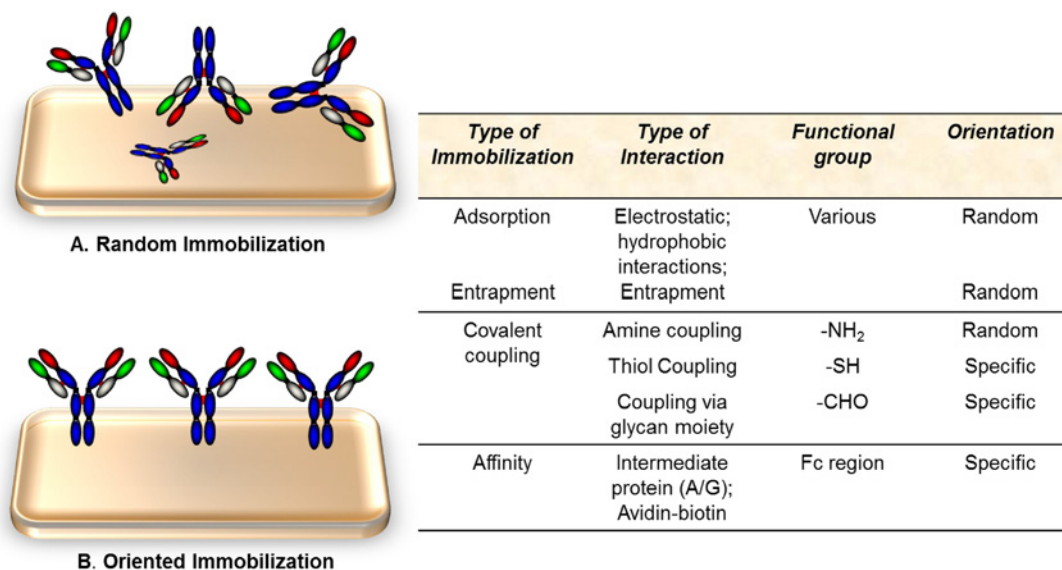 A. Random Immobilization
B. Oriented Immobilization
Type of Immobilization Type of Interaction Functional group Orientation
Adsorption Electrostatic; hydrophobic interactions; Various Random
Entrapment Entrapment Random
Covalent coupling Amine coupling -NH₂ Random
Thiol Coupling -SH Specific
Coupling via glycan moiety -CHO Specific
Affinity Intermediate protein (A/G); Avidin-biotin Fc region Specific